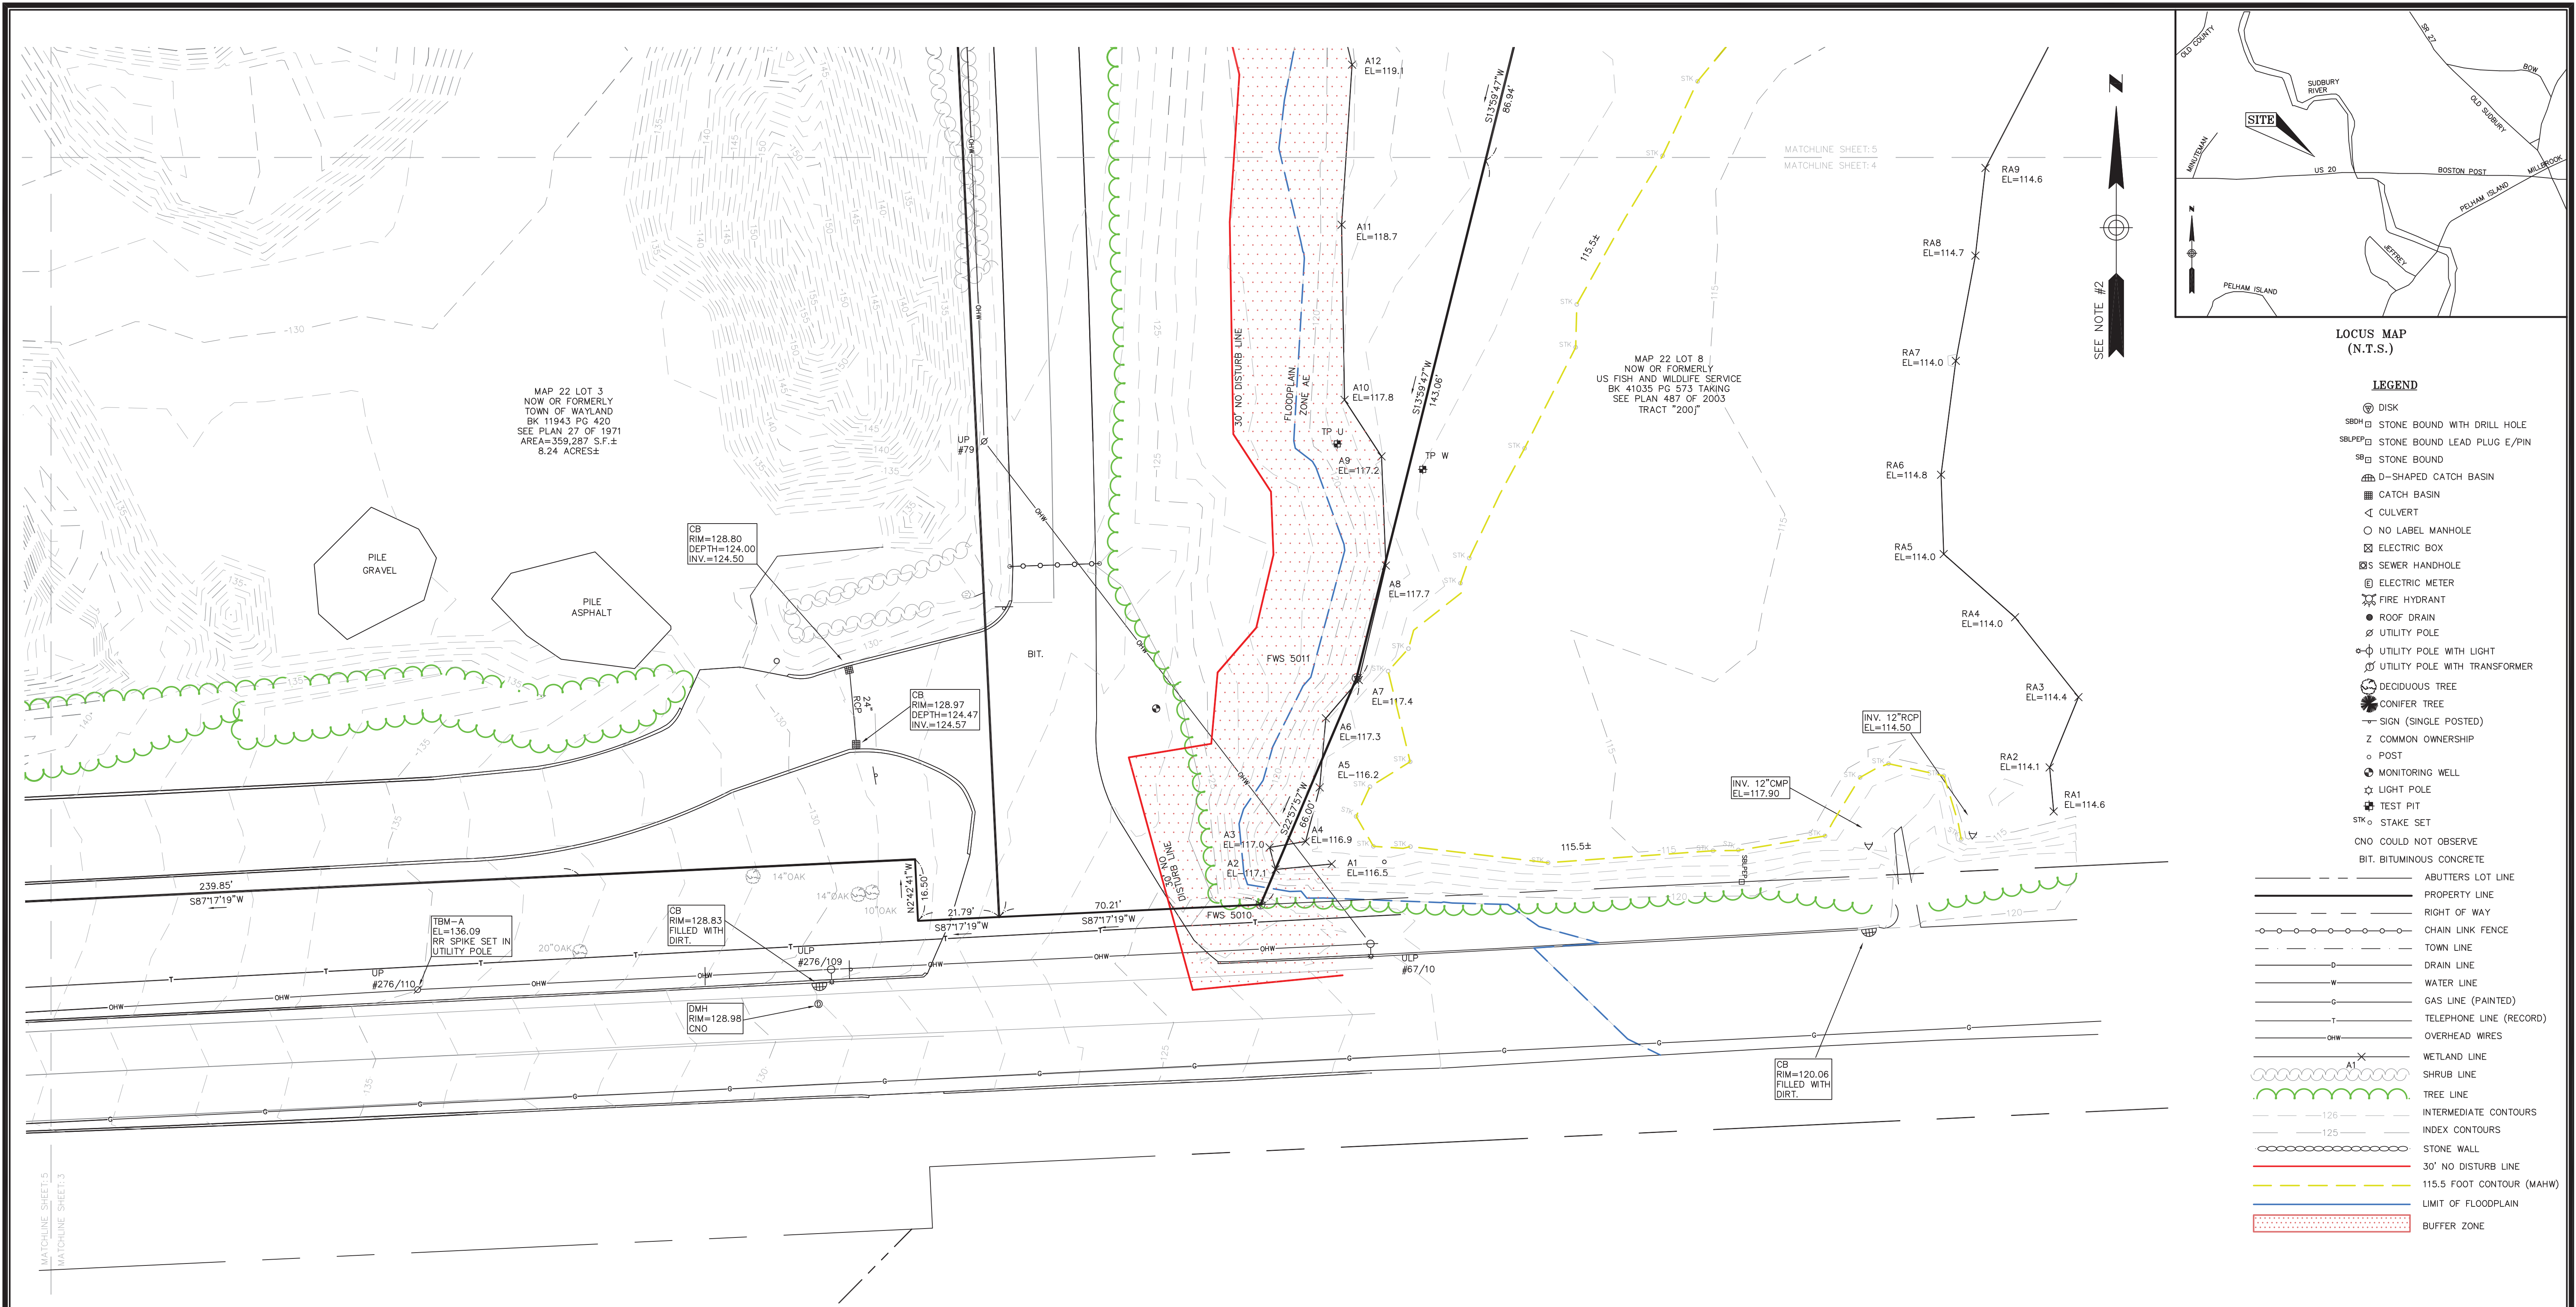 A12
EL=119.1
S13°59'47"W
86.94'
MATCHLINE SHEET: 5
MATCHLINE SHEET: 4
A11
EL=118.7
115.5±
RA9
EL=114.6
RA8
EL=114.7
RA7
EL=114.0
RA6
EL=114.8
RA5
EL=114.0
RA4
EL=114.0
RA3
EL=114.4
RA2
EL=114.1
RA1
EL=114.6
N
SEE NOTE #2
MAP 22 LOT 3
NOW OR FORMERLY
TOWN OF WAYLAND
BK 11943 PG 420
SEE PLAN 27 OF 1971
AREA=359,287 S.F.±
8.24 ACRES±
MAP 22 LOT 8
NOW OR FORMERLY
US FISH AND WILDLIFE SERVICE
BK 41035 PG 573 TAKING
SEE PLAN 487 OF 2003
TRACT "200j"
30' NO DISTURB LINE
FLOODPLAIN
ZONE AE
S13°59'47"W
143.06'
A10
EL=117.8
TP U
TP W
A9
EL=117.2
A8
EL=117.7
FWS 5011
A7
EL=117.4
A6
EL=117.3
A5
EL-116.2
S22°57'57"W
66.00'
A4
EL=116.9
A3
EL=117.0
A2
EL-117.1
A1
EL=116.5
FWS 5010
30' NO
DISTURB LINE
UP
#79
OHW
BIT.
PILE
GRAVEL
PILE
ASPHALT
CB
RIM=128.80
DEPTH=124.00
INV.=124.50
24"
RCP
CB
RIM=128.97
DEPTH=124.47
INV.=124.57
INV. 12"RCP
EL=114.50
INV. 12"CMP
EL=117.90
115.5±
SBLPEP
239.85'
S87°17'19"W
N2°42'41"W
16.50'
21.79'
S87°17'19"W
70.21'
S87°17'19"W
14"OAK
14"OAK
10"OAK
20"OAK
TBM-A
EL=136.09
RR SPIKE SET IN
UTILITY POLE
UP
#276/110
CB
RIM=128.83
FILLED WITH
DIRT.
ULP
#276/109
DMH
RIM=128.98
CNO
ULP
#67/10
CB
RIM=120.06
FILLED WITH
DIRT.
MATCHLINE SHEET: 5
MATCHLINE SHEET: 3
OLD COUNTY
SR 27
BOW
SUDBURY
RIVER
OLD SUDBURY
SITE
MINUTEMAN
US 20
BOSTON POST
MILLBROOK
PELHAM ISLAND
N
JEFFREY
PELHAM ISLAND
LOCUS MAP
(N.T.S.)
LEGEND
DISK
SBDH STONE BOUND WITH DRILL HOLE
SBLPEP STONE BOUND LEAD PLUG E/PIN
SB STONE BOUND
D-SHAPED CATCH BASIN
CATCH BASIN
CULVERT
NO LABEL MANHOLE
ELECTRIC BOX
S SEWER HANDHOLE
E ELECTRIC METER
FIRE HYDRANT
ROOF DRAIN
UTILITY POLE
UTILITY POLE WITH LIGHT
UTILITY POLE WITH TRANSFORMER
DECIDUOUS TREE
CONIFER TREE
SIGN (SINGLE POSTED)
Z COMMON OWNERSHIP
POST
MONITORING WELL
LIGHT POLE
TEST PIT
STK STAKE SET
CNO COULD NOT OBSERVE
BIT. BITUMINOUS CONCRETE
ABUTTERS LOT LINE
PROPERTY LINE
RIGHT OF WAY
CHAIN LINK FENCE
TOWN LINE
D DRAIN LINE
W WATER LINE
G GAS LINE (PAINTED)
T TELEPHONE LINE (RECORD)
OHW OVERHEAD WIRES
A1 WETLAND LINE
SHRUB LINE
TREE LINE
126 INTERMEDIATE CONTOURS
125 INDEX CONTOURS
STONE WALL
30' NO DISTURB LINE
115.5 FOOT CONTOUR (MAHW)
LIMIT OF FLOODPLAIN
BUFFER ZONE